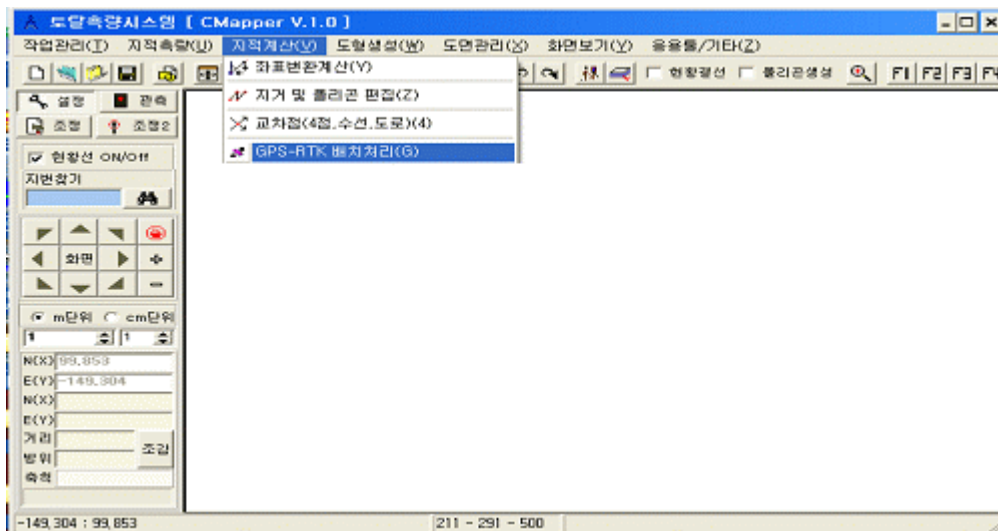 토달측량시스템 [ CMapper V.1.0 ]
작업관리(T) 지적측량(U) 지적계산(V) 도형생성(W) 도면관리(X) 화면보기(Y) 응용툴/기타(Z)
좌표변환계산(Y)
현황결선 폴리곤생성 F1 F2 F3 F4
설정 관측
지거 및 폴리곤 편집(Z)
조정 조정2
교차점(4점.수선.도로)(4)
GPS-RTK 배치처리(G)
현황선 ON/Off
지번찾기
화면
m단위 cm단위
1 1
N(X) 99.853
E(Y) -149.304
N(X)
E(Y)
거리
조감
방위
축척
-149.304 : 99.853 211 - 291 - 500